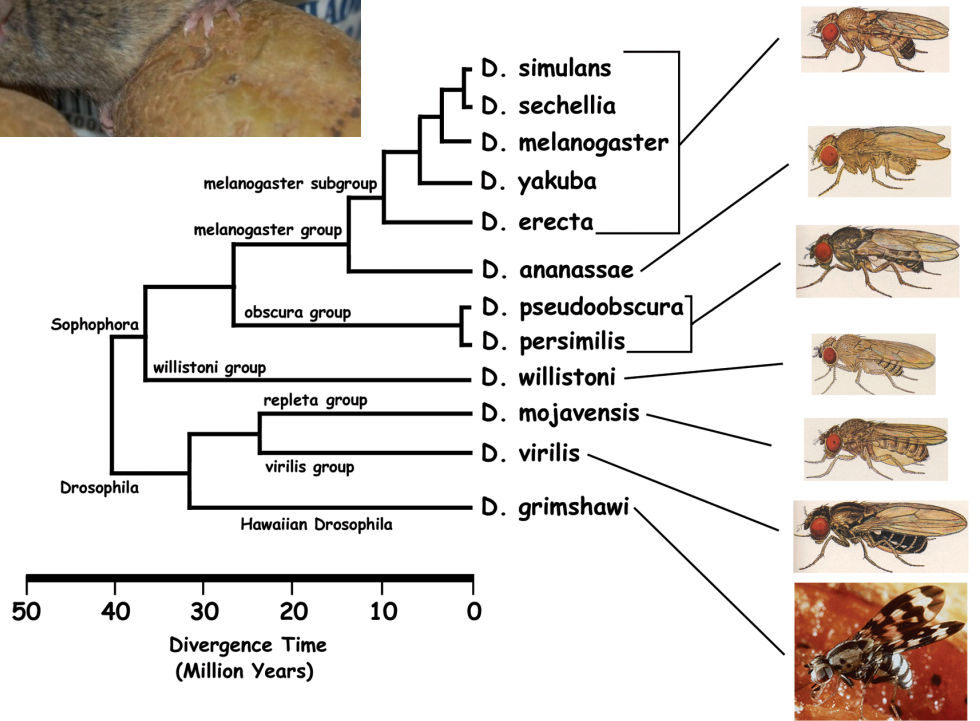 D. simulans
D. sechellia
D. melanogaster
melanogaster subgroup
D. yakuba
D. erecta
melanogaster group
D. ananassae
obscura group
D. pseudoobscura
Sophophora
D. persimilis
willistoni group
D. willistoni
repleta group
D. mojavensis
D. virilis
virilis group
Drosophila
D. grimshawi
Hawaiian Drosophila
50 40 30 20 10 0
Divergence Time
(Million Years)